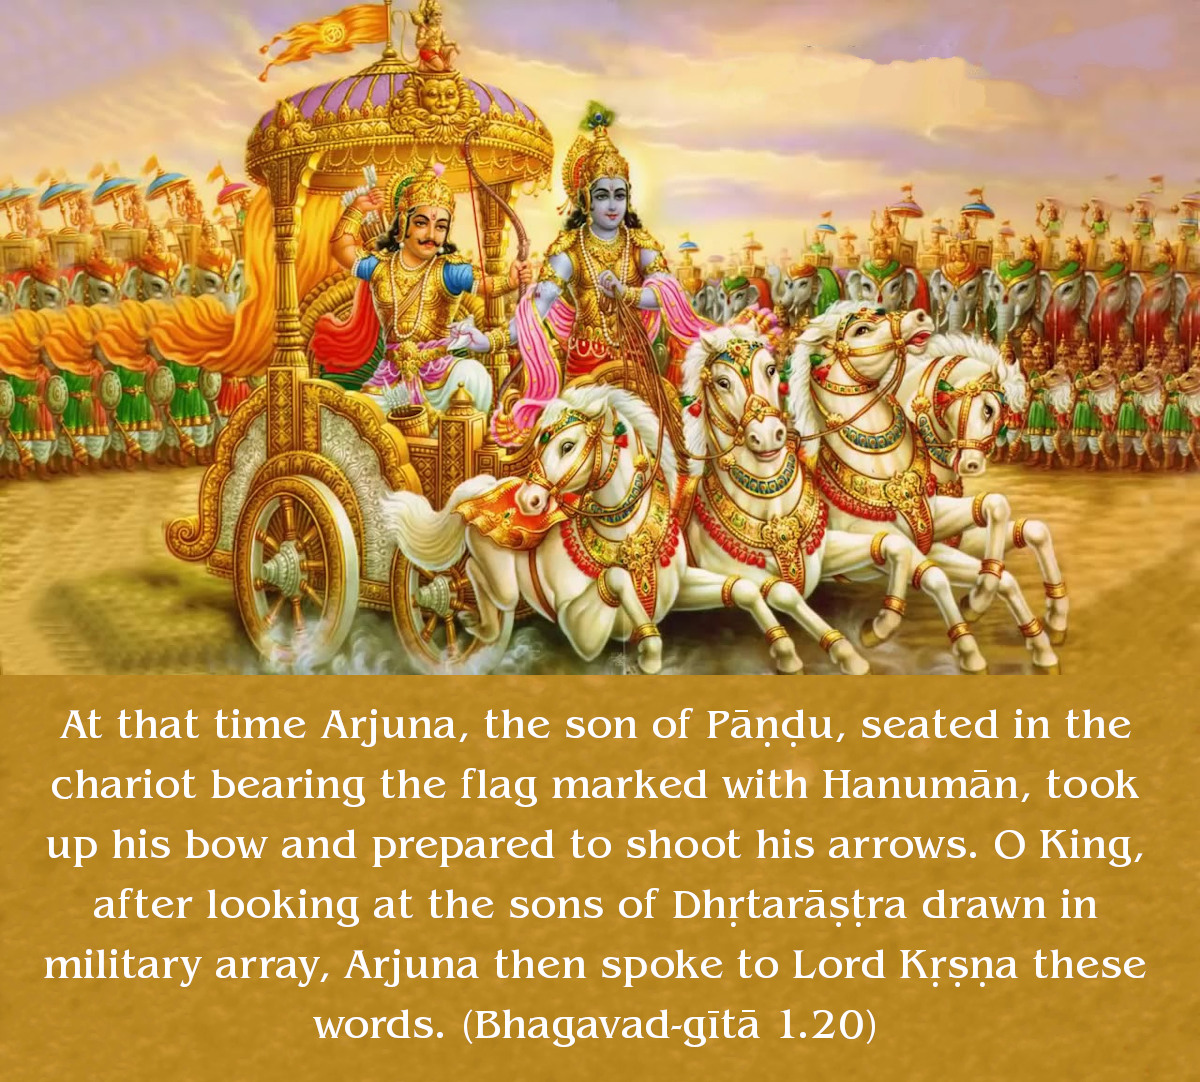 At that time Arjuna, the son of Pāṇḍu, seated in the
chariot bearing the flag marked with Hanumān, took
up his bow and prepared to shoot his arrows. O King,
after looking at the sons of Dhṛtarāṣṭra drawn in
military array, Arjuna then spoke to Lord Kṛṣṇa these
words. (Bhagavad-gītā 1.20)